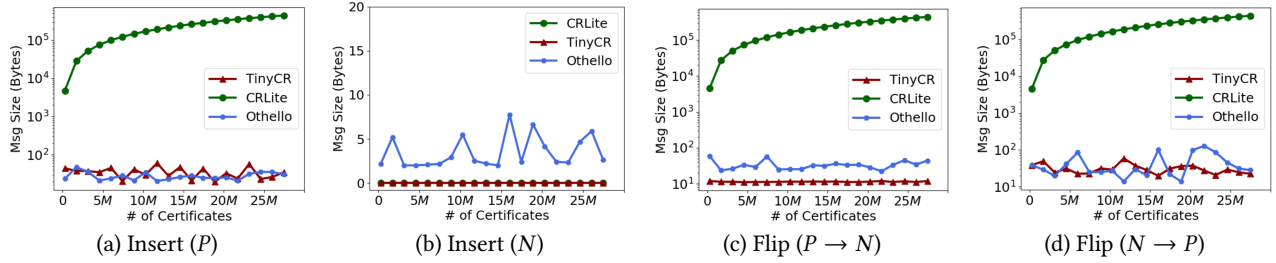 Msg Size (Bytes)
10^5
10^4
10^3
10^2
TinyCR
CRLite
Othello
0 5M 10M 15M 20M 25M
# of Certificates
(a) Insert (P)
Msg Size (Bytes)
20
15
10
5
0
CRLite
TinyCR
Othello
0 5M 10M 15M 20M 25M
# of Certificates
(b) Insert (N)
Msg Size (Bytes)
10^5
10^4
10^3
10^2
10^1
TinyCR
CRLite
Othello
0 5M 10M 15M 20M 25M
# of Certificates
(c) Flip (P → N)
Msg Size (Bytes)
10^5
10^4
10^3
10^2
10^1
TinyCR
CRLite
Othello
0 5M 10M 15M 20M 25M
# of Certificates
(d) Flip (N → P)